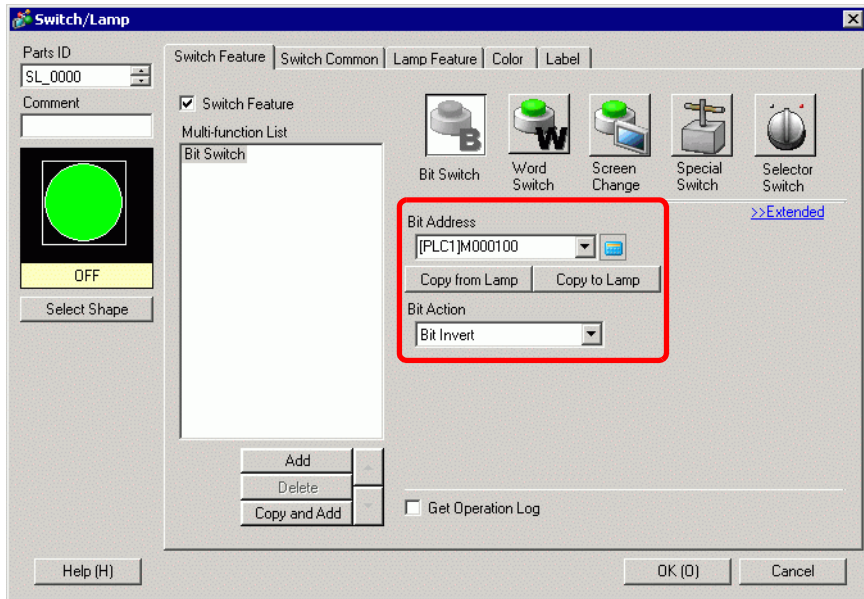 Switch/Lamp
Parts ID
SL_0000
Comment
OFF
Select Shape
Switch Feature
Switch Common
Lamp Feature
Color
Label
Switch Feature
Multi-function List
Bit Switch
Add
Delete
Copy and Add
B
W
Bit Switch
Word
Switch
Screen
Change
Special
Switch
Selector
Switch
>>Extended
Bit Address
[PLC1]M000100
Copy from Lamp
Copy to Lamp
Bit Action
Bit Invert
Get Operation Log
Help (H)
OK (O)
Cancel